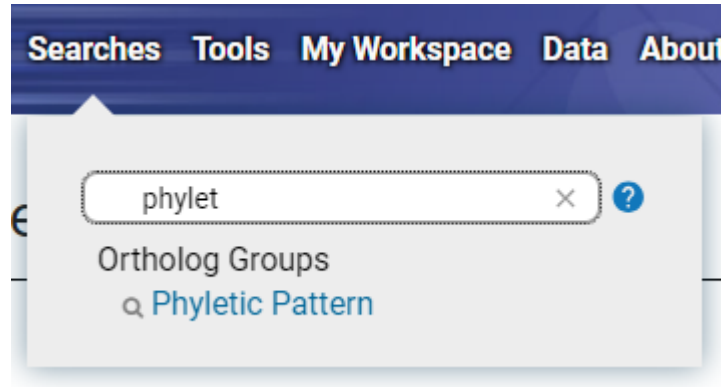 Searches Tools My Workspace Data About
phylet
Ortholog Groups
Phyletic Pattern